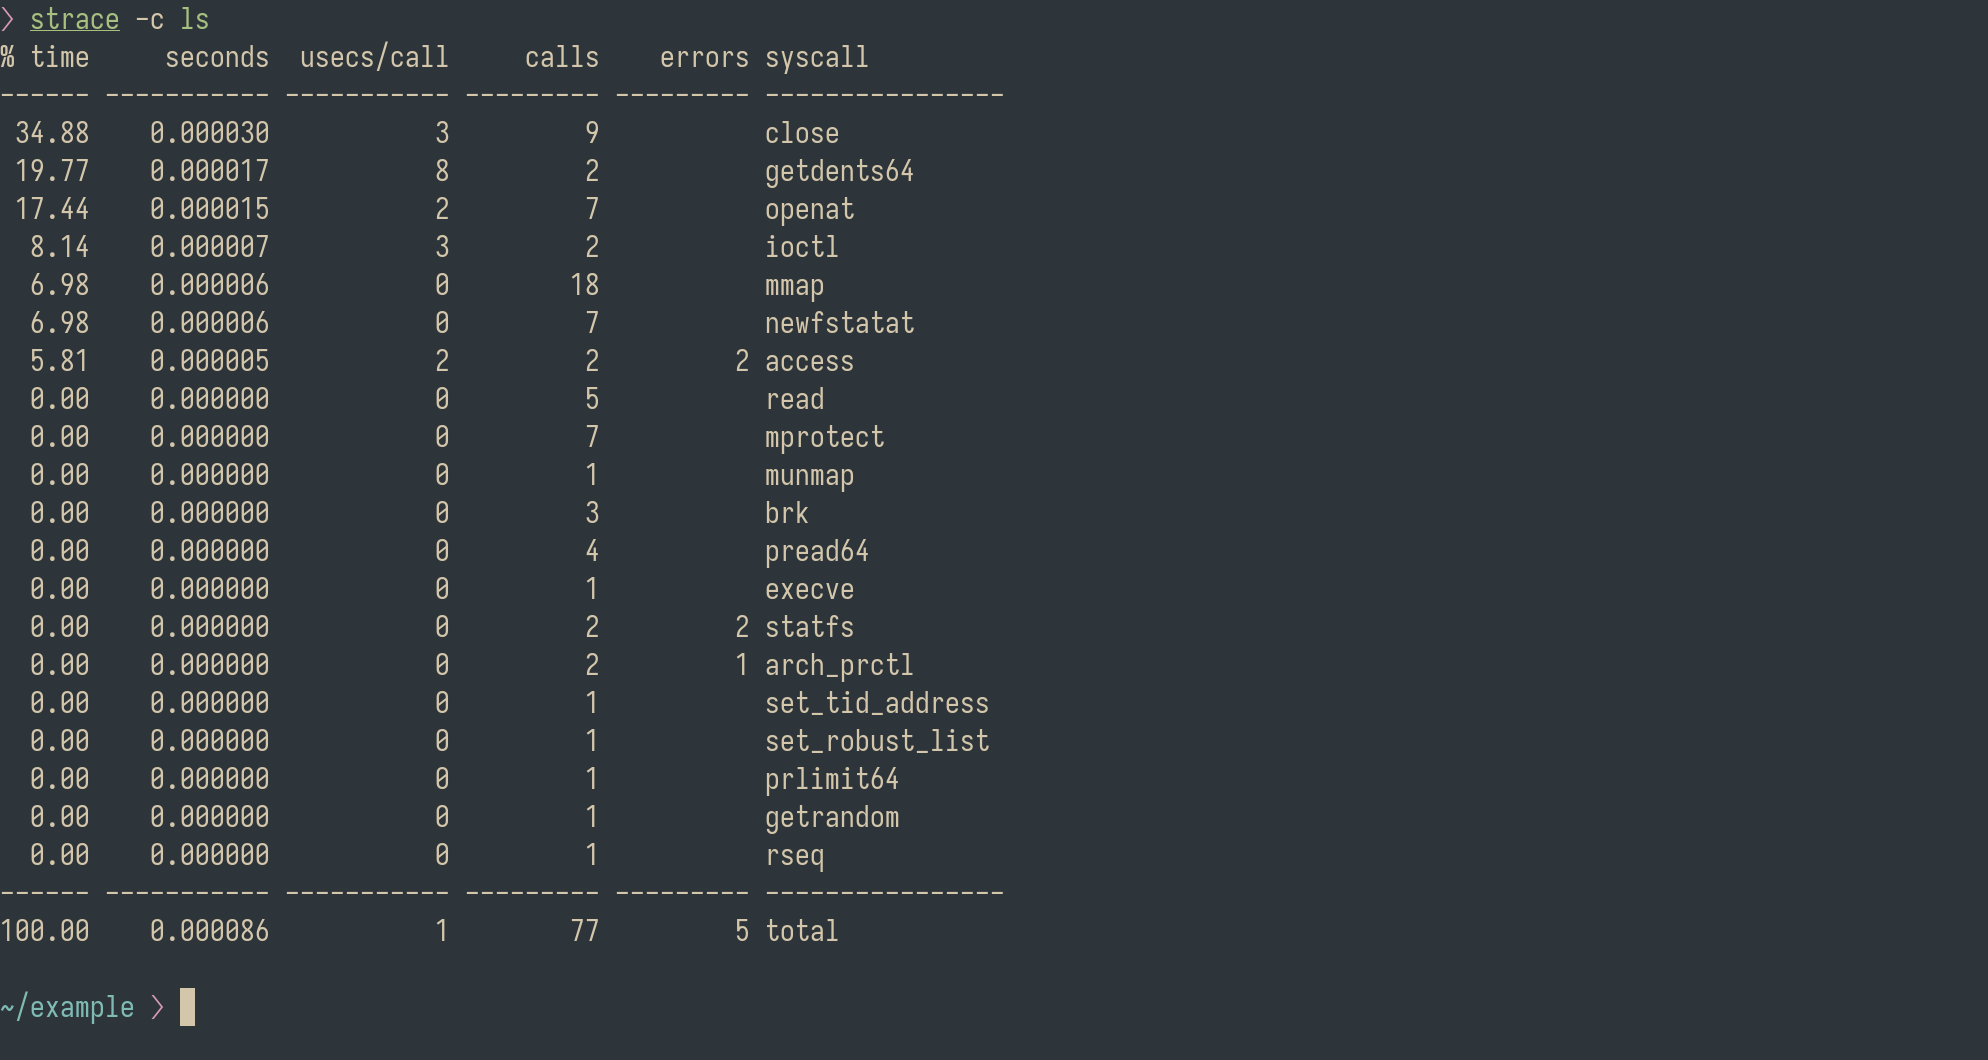 〉 strace -c ls
% time     seconds  usecs/call     calls    errors syscall
------ ----------- ----------- --------- --------- ----------------
 34.88    0.000030           3         9           close
 19.77    0.000017           8         2           getdents64
 17.44    0.000015           2         7           openat
  8.14    0.000007           3         2           ioctl
  6.98    0.000006           0        18           mmap
  6.98    0.000006           0         7           newfstatat
  5.81    0.000005           2         2         2 access
  0.00    0.000000           0         5           read
  0.00    0.000000           0         7           mprotect
  0.00    0.000000           0         1           munmap
  0.00    0.000000           0         3           brk
  0.00    0.000000           0         4           pread64
  0.00    0.000000           0         1           execve
  0.00    0.000000           0         2         2 statfs
  0.00    0.000000           0         2         1 arch_prctl
  0.00    0.000000           0         1           set_tid_address
  0.00    0.000000           0         1           set_robust_list
  0.00    0.000000           0         1           prlimit64
  0.00    0.000000           0         1           getrandom
  0.00    0.000000           0         1           rseq
------ ----------- ----------- --------- --------- ----------------
100.00    0.000086           1        77         5 total
~/example 〉